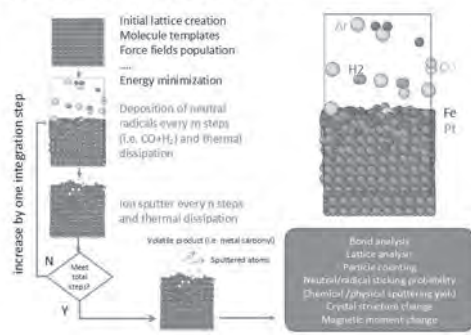 Initial lattice creation
Molecule templates
Force fields population
....
Energy minimization
Deposition of neutral
radicals every m steps
(i.e. CO+H₂) and thermal
dissipation
increase by one integration
step
Ion sputter every n steps
and thermal dissipation
N
Meet
total
steps?
Y
Volatile product (i.e. metal carbonyl)
Sputtered atoms
Ar
H2
CO
Fe
Pt
Bond analysis
Lattice analysis
Particle counting
Neutral/radical sticking probability
Chemical/physical sputtering yield
Crystal structure change
Magnetic moment change